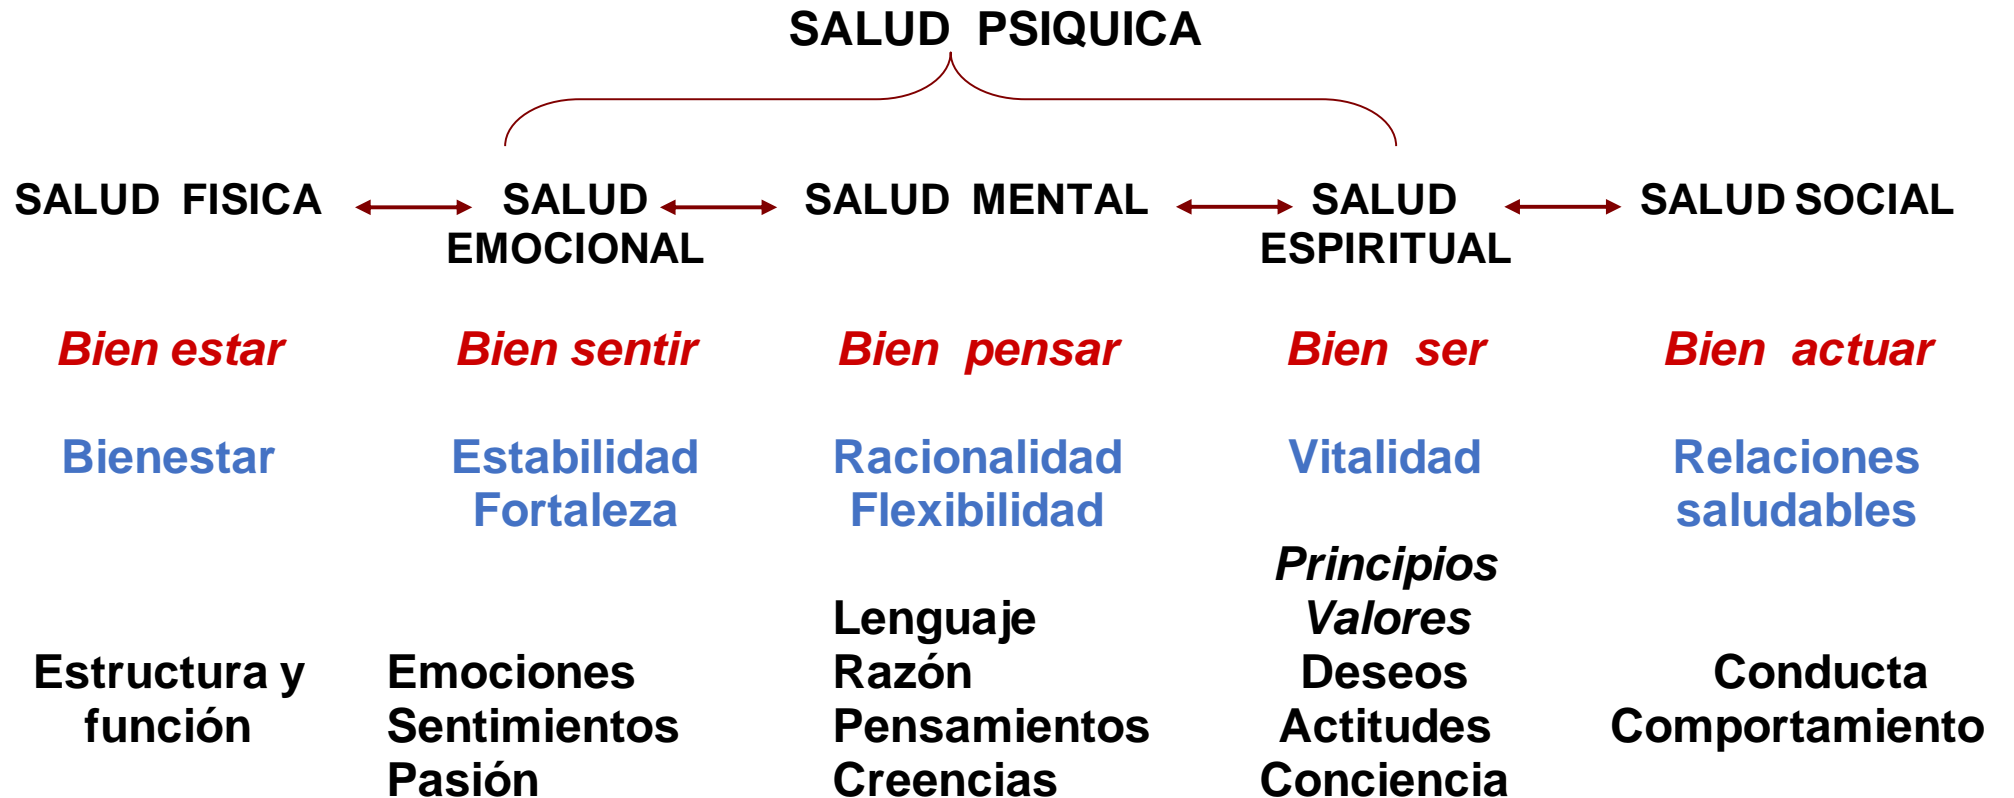 SALUD PSIQUICA
SALUD FISICA
SALUD
EMOCIONAL
SALUD MENTAL
SALUD
ESPIRITUAL
SALUD SOCIAL
Bien estar
Bien sentir
Bien pensar
Bien ser
Bien actuar
Bienestar
Estabilidad
Fortaleza
Racionalidad
Flexibilidad
Vitalidad
Relaciones
saludables
Estructura y
función
Emociones
Sentimientos
Pasión
Lenguaje
Razón
Pensamientos
Creencias
Principios
Valores
Deseos
Actitudes
Conciencia
Conducta
Comportamiento